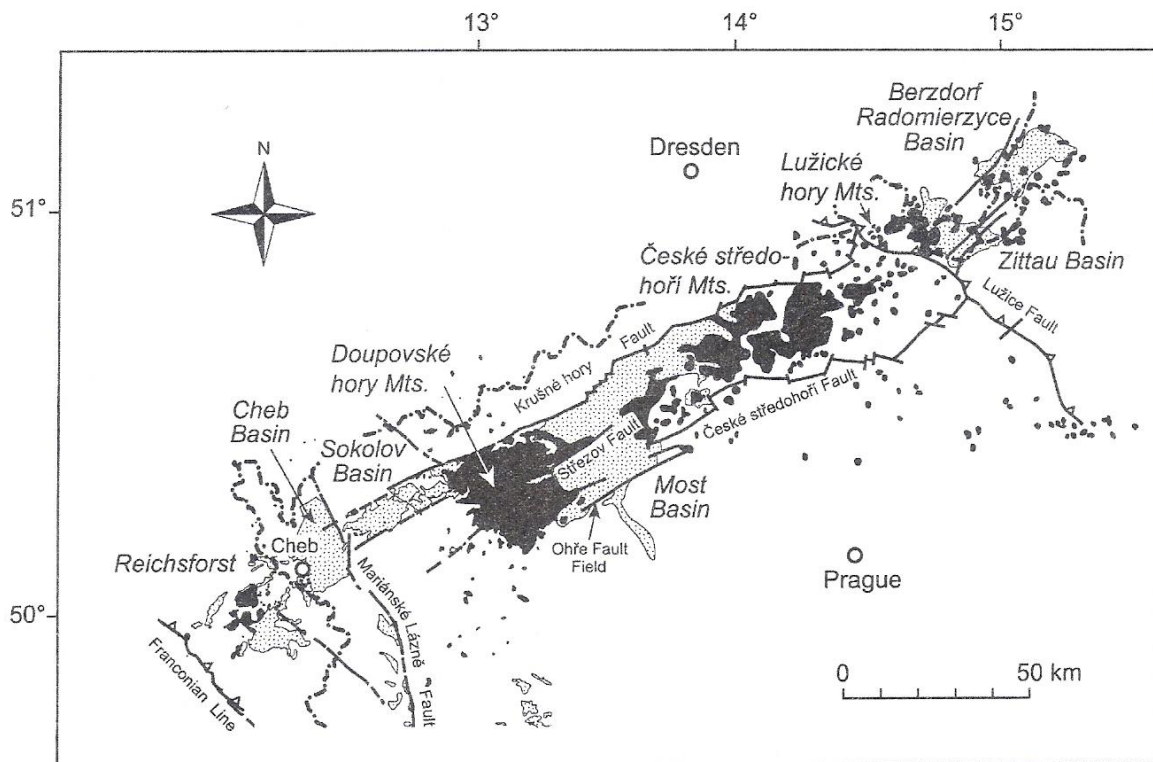 13°
14°
15°
Berzdorf
Radomierzyce
Basin
Dresden
Lužické
hory Mts.
N
51°
České středo-
hoří Mts.
Zittau Basin
Lužice Fault
Krušné hory Fault
Doupovské
hory Mts.
České středohoří Fault
Cheb
Basin
Sokolov
Basin
Střezov Fault
Most
Basin
Ohře Fault
Field
Cheb
Reichsforst
Prague
Mariánské Lázně Fault
50°
Franconian Line
0
50 km